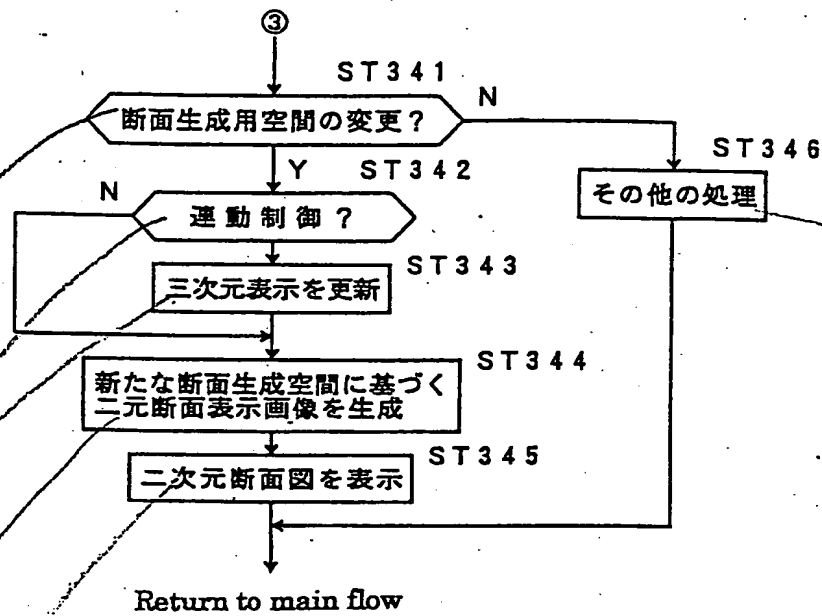 ③
ST341
断面生成用空間の変更?
N
Y
ST342
ST346
N
連動制御?
その他の処理
ST343
三次元表示を更新
ST344
新たな断面生成空間に基づく
二元断面表示画像を生成
ST345
二次元断面図を表示
Return to main flow